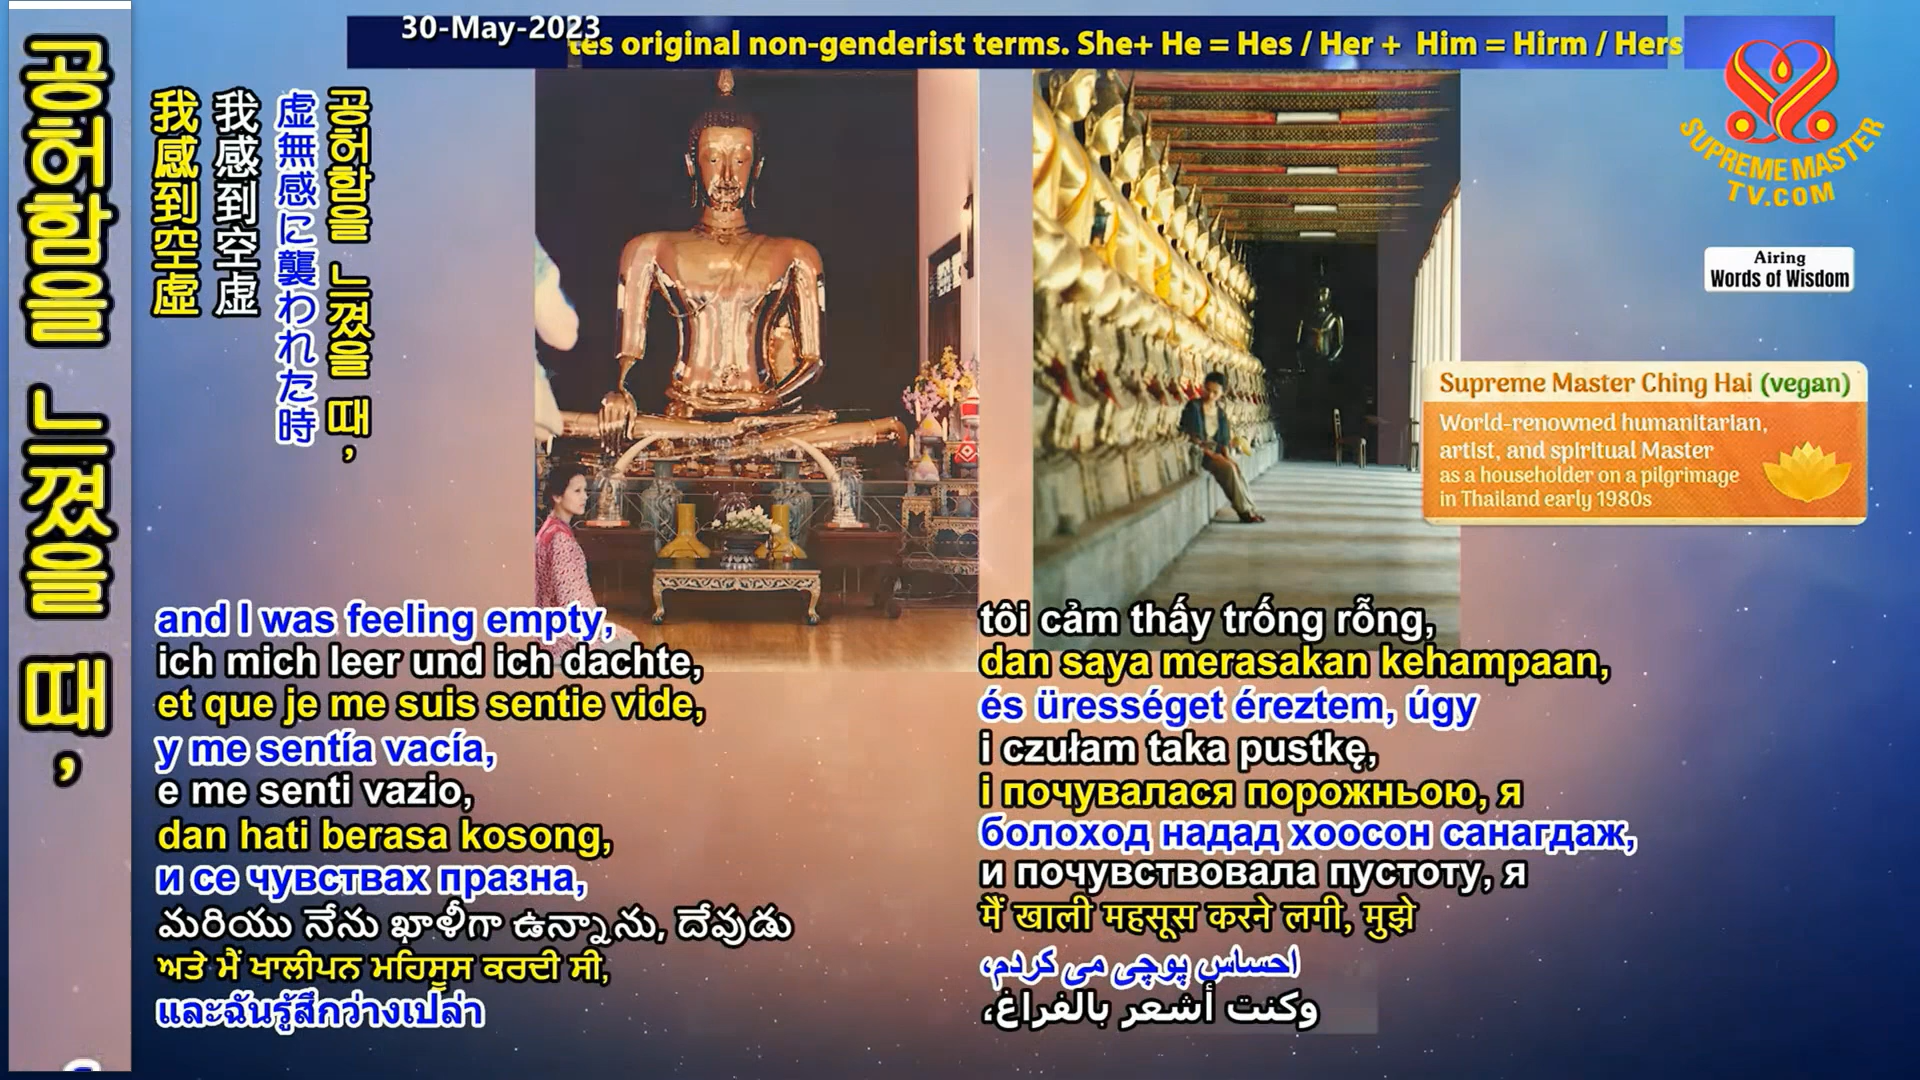 30-May-2023
tes original non-genderist terms. She+ He = Hes / Her + Him = Hirm / Hers
SUPREME MASTER
TV.COM
Airing
Words of Wisdom
Supreme Master Ching Hai (vegan)
World-renowned humanitarian,
artist, and spiritual Master
as a householder on a pilgrimage
in Thailand early 1980s
공허함을 느꼈을 때,
我感到空虛
我感到空虚
虚無感に襲われた時
공허함을 느꼈을 때,
and I was feeling empty,
ich mich leer und ich dachte,
et que je me suis sentie vide,
y me sentía vacía,
e me senti vazio,
dan hati berasa kosong,
и се чувствах празна,
మరియు నేను ఖాళీగా ఉన్నాను, దేవుడు
ਅਤੇ ਮੈਂ ਖਾਲੀਪਨ ਮਹਿਸੂਸ ਕਰਦੀ ਸੀ,
และฉันรู้สึกว่างเปล่า
tôi cảm thấy trống rỗng,
dan saya merasakan kehampaan,
és ürességet éreztem, úgy
i czułam taka pustkę,
і почувалася порожньою, я
болоход надад хоосон санагдаж,
и почувствовала пустоту, я
मैं खाली महसूस करने लगी, मुझे
احساس پوچی می کردم،
وكنت أشعر بالفراغ،